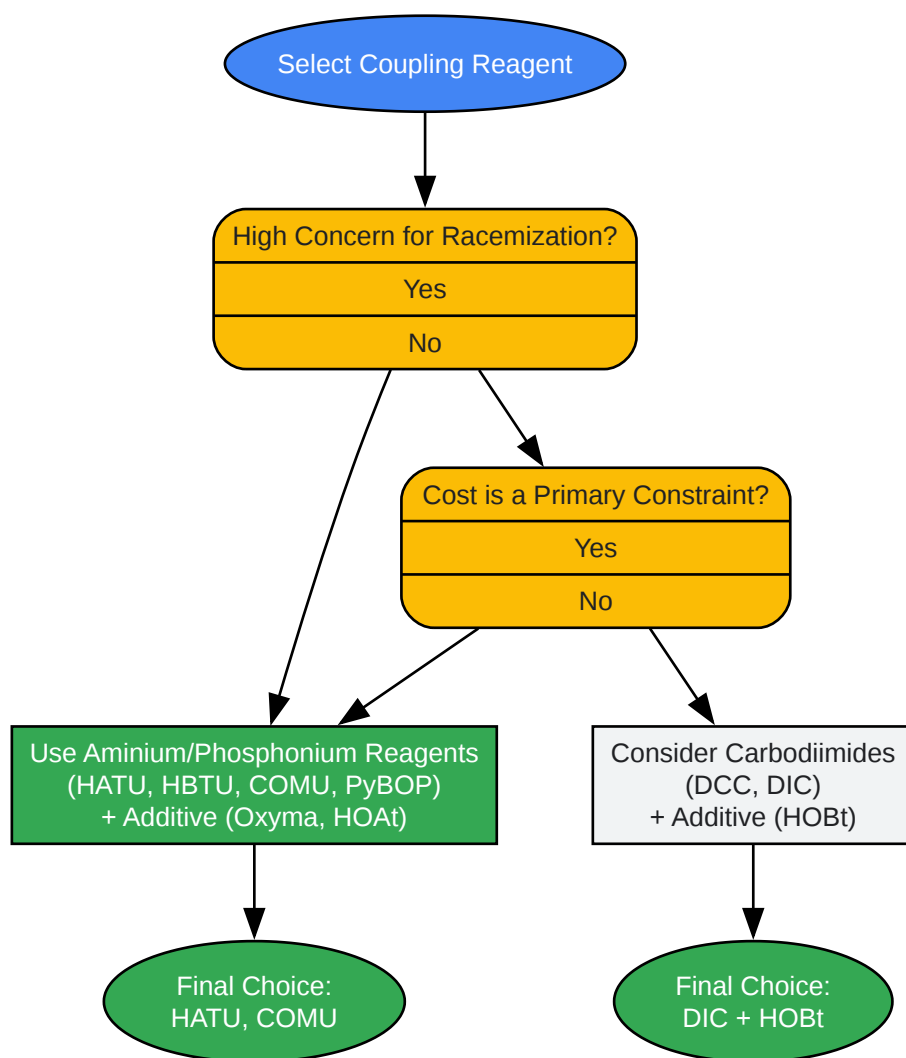 Select Coupling Reagent
High Concern for Racemization?
Yes
No
Cost is a Primary Constraint?
Yes
No
Use Aminium/Phosphonium Reagents
(HATU, HBTU, COMU, PyBOP)
+ Additive (Oxyma, HOAt)
Consider Carbodiimides
(DCC, DIC)
+ Additive (HOBt)
Final Choice:
HATU, COMU
Final Choice:
DIC + HOBt